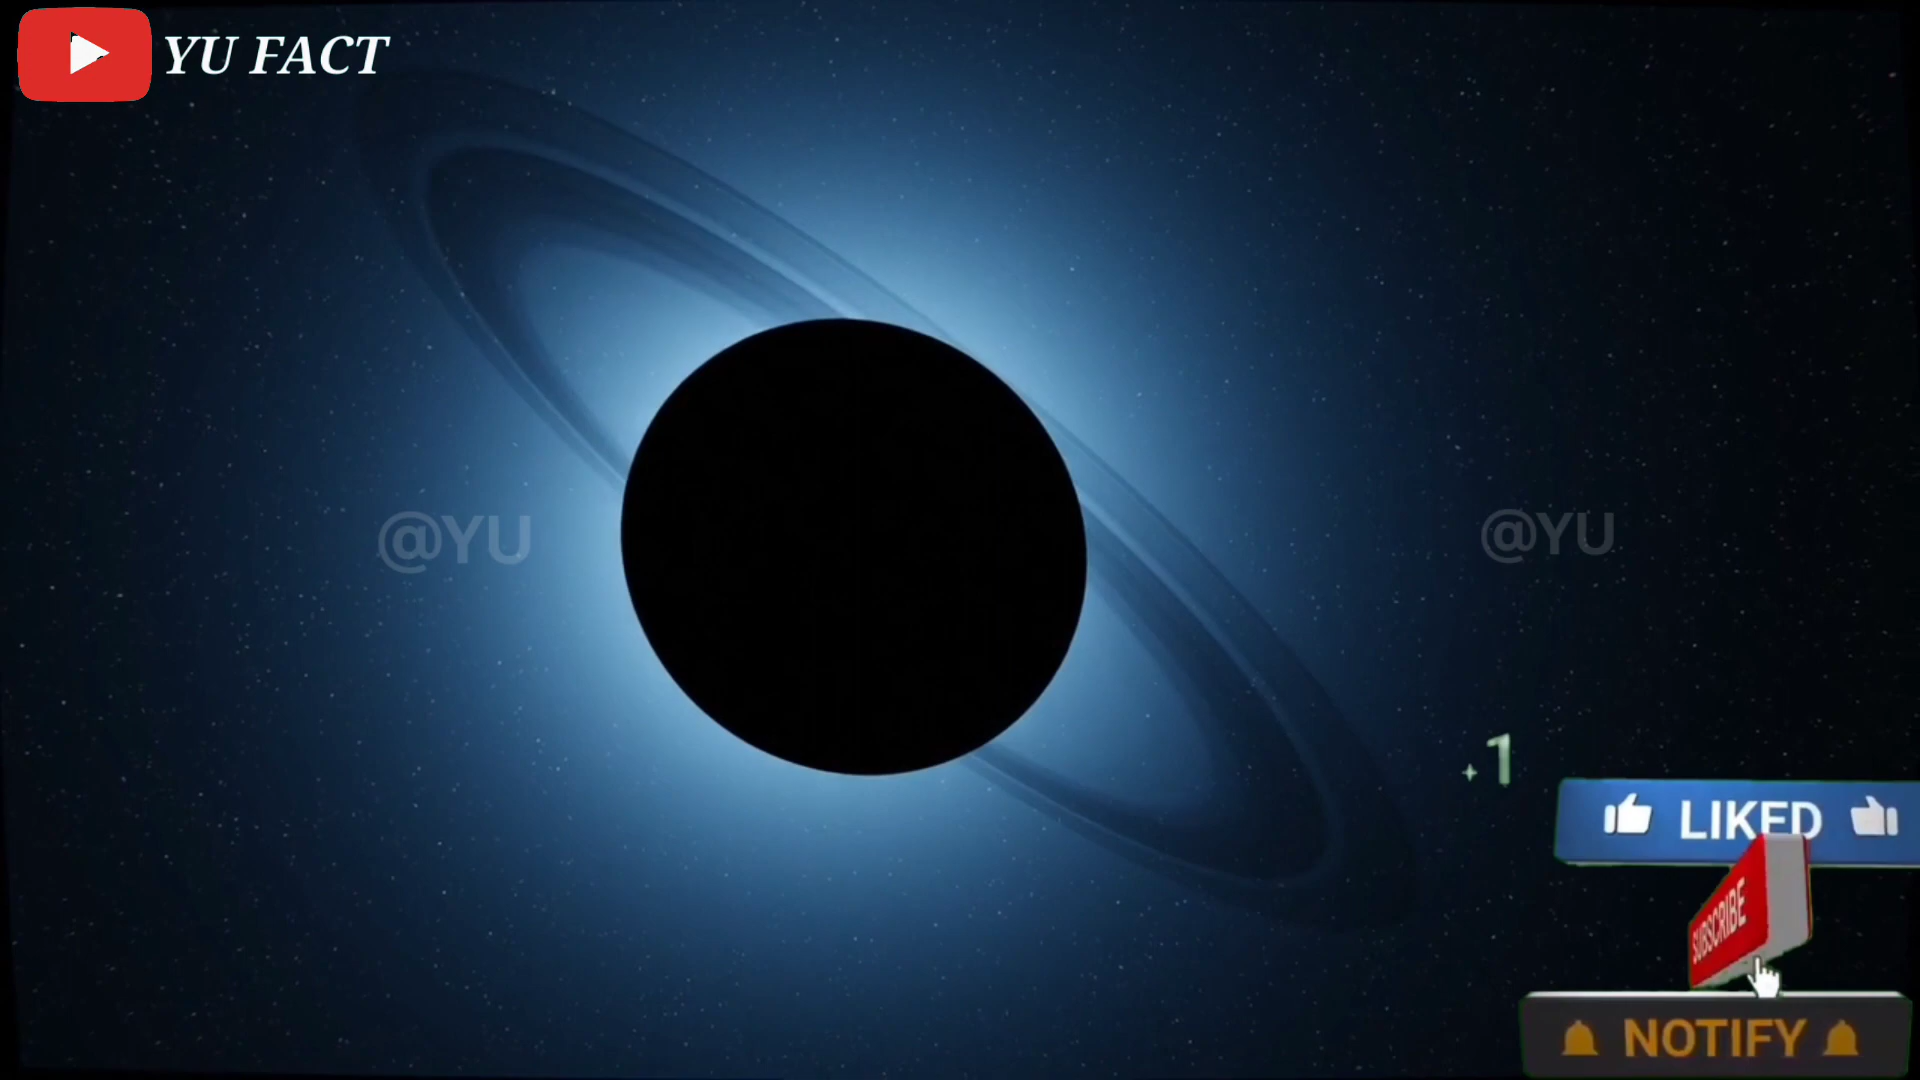 YU FACT
@YU
@YU
+1
LIKED
SUBSCRIBE
NOTIFY